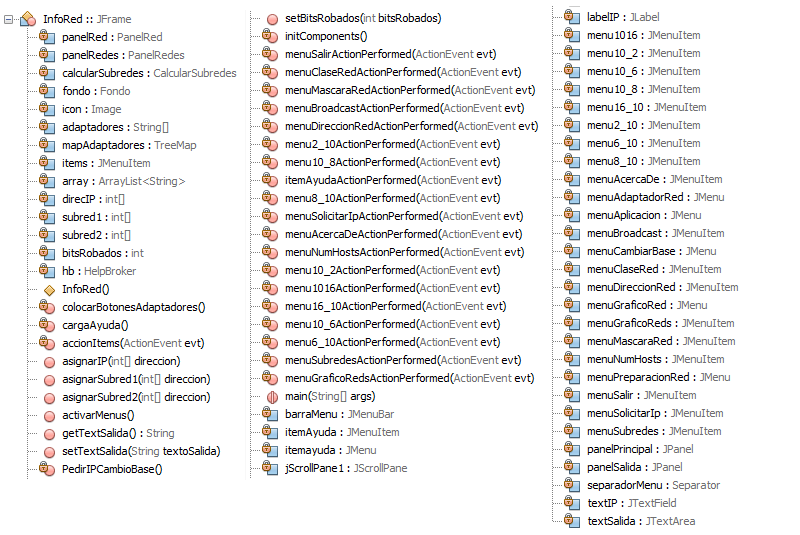 InfoRed :: JFrame
panelRed : PanelRed
panelRedes : PanelRedes
calcularSubredes : CalcularSubredes
fondo : Fondo
icon : Image
adaptadores : String[]
mapAdaptadores : TreeMap
items : JMenuItem
array : ArrayList<String>
direcIP : int[]
subred1 : int[]
subred2 : int[]
bitsRobados : int
hb : HelpBroker
InfoRed()
colocarBotonesAdaptadores()
cargaAyuda()
accionItems(ActionEvent evt)
asignarIP(int[] direccion)
asignarSubred1(int[] direccion)
asignarSubred2(int[] direccion)
activarMenus()
getTextSalida() : String
setTextSalida(String textoSalida)
PedirIPCambioBase()
setBitsRobados(int bitsRobados)
initComponents()
menuSalirActionPerformed(ActionEvent evt)
menuClaseRedActionPerformed(ActionEvent evt)
menuMascaraRedActionPerformed(ActionEvent evt)
menuBroadcastActionPerformed(ActionEvent evt)
menuDireccionRedActionPerformed(ActionEvent evt)
menu2_10ActionPerformed(ActionEvent evt)
menu10_8ActionPerformed(ActionEvent evt)
itemAyudaActionPerformed(ActionEvent evt)
menu8_10ActionPerformed(ActionEvent evt)
menuSolicitarIpActionPerformed(ActionEvent evt)
menuAcercaDeActionPerformed(ActionEvent evt)
menuNumHostsActionPerformed(ActionEvent evt)
menu10_2ActionPerformed(ActionEvent evt)
menu1016ActionPerformed(ActionEvent evt)
menu16_10ActionPerformed(ActionEvent evt)
menu10_6ActionPerformed(ActionEvent evt)
menu6_10ActionPerformed(ActionEvent evt)
menuSubredesActionPerformed(ActionEvent evt)
menuGraficoRedsActionPerformed(ActionEvent evt)
main(String[] args)
barraMenu : JMenuBar
itemAyuda : JMenuItem
itemayuda : JMenu
jScrollPane1 : JScrollPane
labelIP : JLabel
menu1016 : JMenuItem
menu10_2 : JMenuItem
menu10_6 : JMenuItem
menu10_8 : JMenuItem
menu16_10 : JMenuItem
menu2_10 : JMenuItem
menu6_10 : JMenuItem
menu8_10 : JMenuItem
menuAcercaDe : JMenuItem
menuAdaptadorRed : JMenu
menuAplicacion : JMenu
menuBroadcast : JMenuItem
menuCambiarBase : JMenu
menuClaseRed : JMenuItem
menuDireccionRed : JMenuItem
menuGraficoRed : JMenu
menuGraficoReds : JMenuItem
menuMascaraRed : JMenuItem
menuNumHosts : JMenuItem
menuPreparacionRed : JMenu
menuSalir : JMenuItem
menuSolicitarIp : JMenuItem
menuSubredes : JMenuItem
panelPrincipal : JPanel
panelSalida : JPanel
separadorMenu : Separator
textIP : JTextField
textSalida : JTextArea